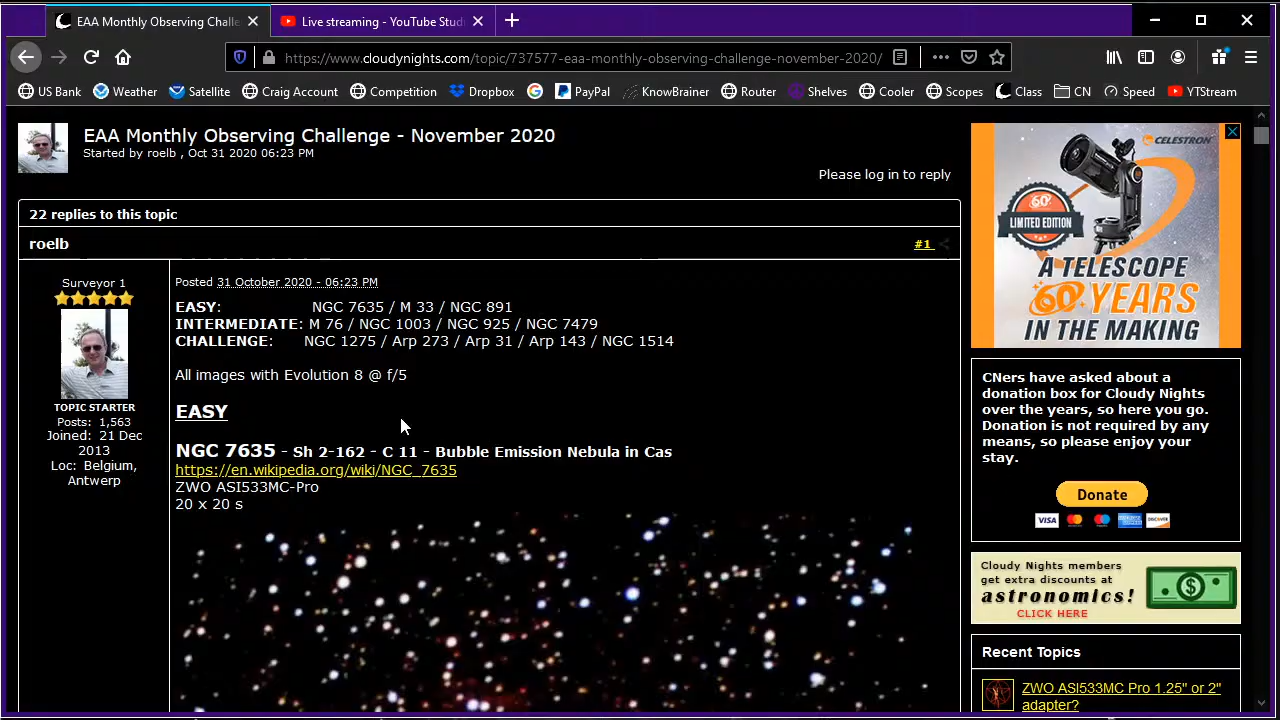 EAA Monthly Observing Challe
Live streaming - YouTube Stud
https://www.cloudynights.com/topic/737577-eaa-monthly-observing-challenge-november-2020/
US Bank Weather Satellite Craig Account Competition Dropbox PayPal KnowBrainer Router Shelves Cooler Scopes Class CN Speed YTStream
EAA Monthly Observing Challenge - November 2020
Started by roelb , Oct 31 2020 06:23 PM
Please log in to reply
22 replies to this topic
roelb
#1
Surveyor 1
TOPIC STARTER
Posts: 1,563
Joined: 21 Dec
2013
Loc: Belgium,
Antwerp
Posted 31 October 2020 - 06:23 PM
EASY: NGC 7635 / M 33 / NGC 891
INTERMEDIATE: M 76 / NGC 1003 / NGC 925 / NGC 7479
CHALLENGE: NGC 1275 / Arp 273 / Arp 31 / Arp 143 / NGC 1514
All images with Evolution 8 @ f/5
EASY
NGC 7635 - Sh 2-162 - C 11 - Bubble Emission Nebula in Cas
https://en.wikipedia.org/wiki/NGC_7635
ZWO ASI533MC-Pro
20 x 20 s
CELESTRON
60
LIMITED EDITION
A TELESCOPE
60 YEARS
IN THE MAKING
CNers have asked about a
donation box for Cloudy Nights
over the years, so here you go.
Donation is not required by any
means, so please enjoy your
stay.
Donate
VISA
Cloudy Nights members
get extra discounts at
astronomics!
CLICK HERE
Recent Topics
ZWO ASI533MC Pro 1.25" or 2"
adapter?